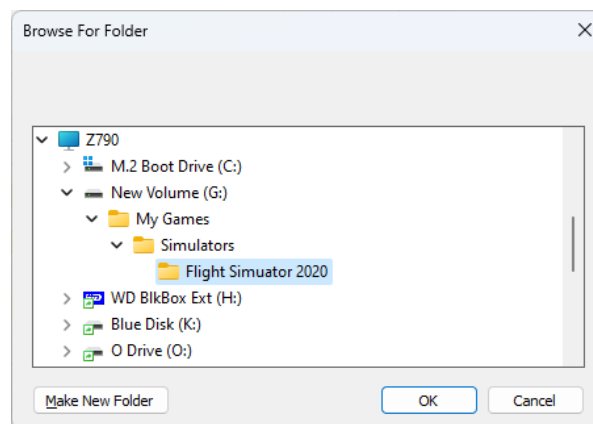 Browse For Folder
Z790
M.2 Boot Drive (C:)
New Volume (G:)
My Games
Simulators
Flight Simuator 2020
WD BlkBox Ext (H:)
Blue Disk (K:)
O Drive (O:)
Make New Folder OK Cancel